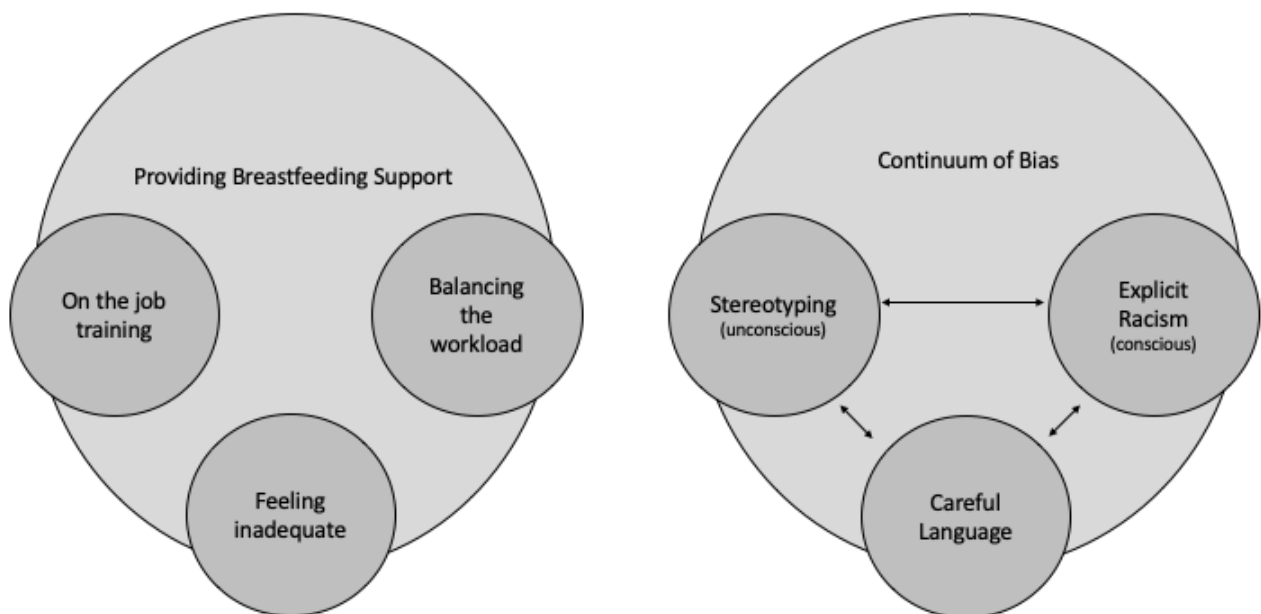 Providing Breastfeeding Support
On the job
training
Balancing
the
workload
Feeling
inadequate
Continuum of Bias
Stereotyping
(unconscious)
Explicit
Racism
(conscious)
Careful
Language